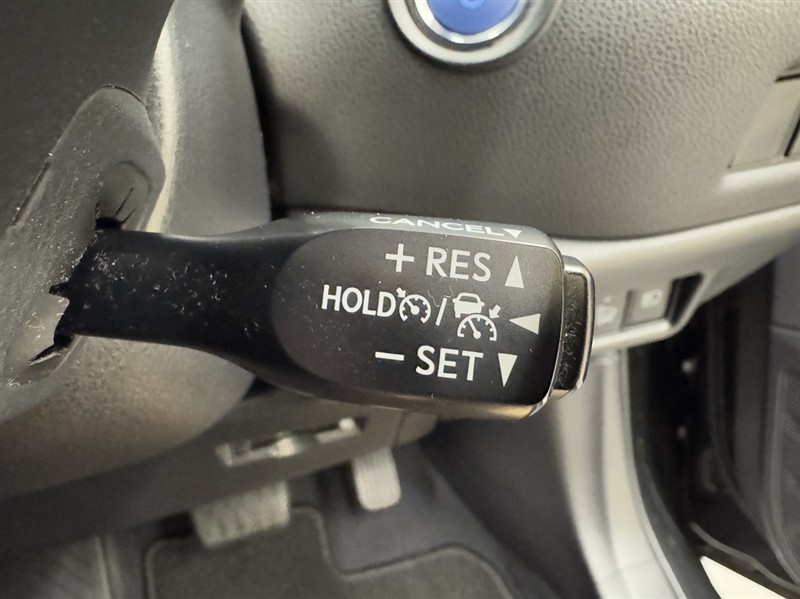 CANCEL▼
+ RES ▲
HOLD / ◀
− SET ▼